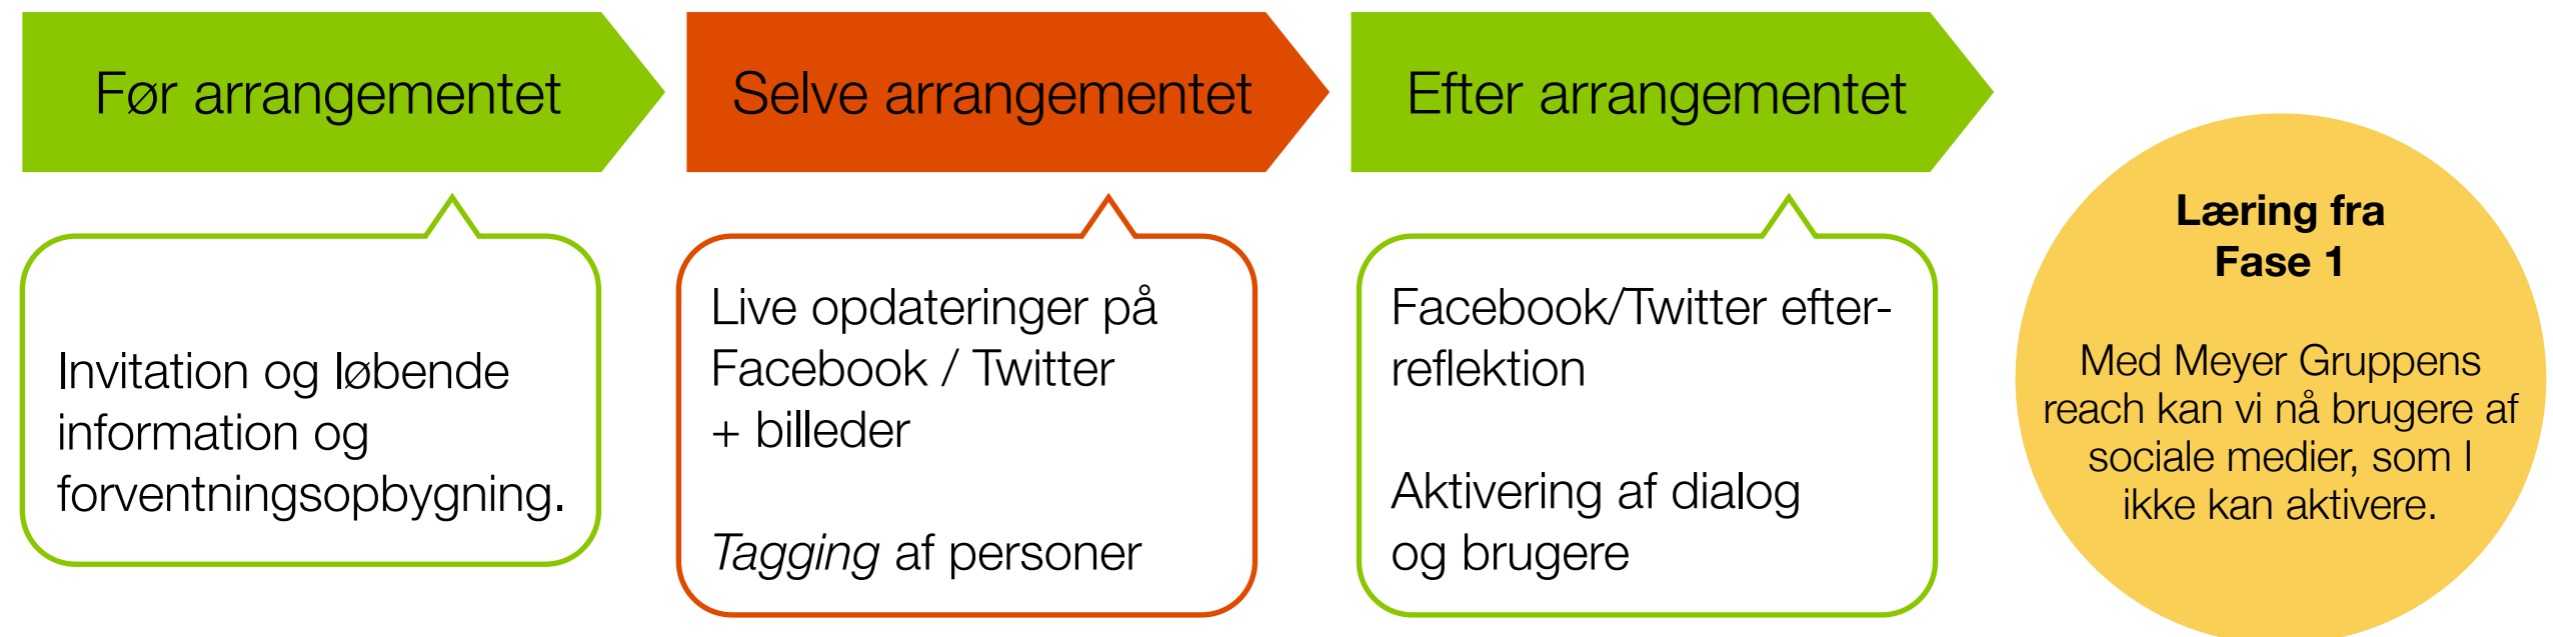 Før arrangementet
Selve arrangementet
Efter arrangementet
Invitation og løbende
information og
forventningsopbygning.
Live opdateringer på
Facebook / Twitter
+ billeder
Tagging af personer
Facebook/Twitter efter-
reflektion
Aktivering af dialog
og brugere
Læring fra
Fase 1
Med Meyer Gruppens
reach kan vi nå brugere af
sociale medier, som I
ikke kan aktivere.